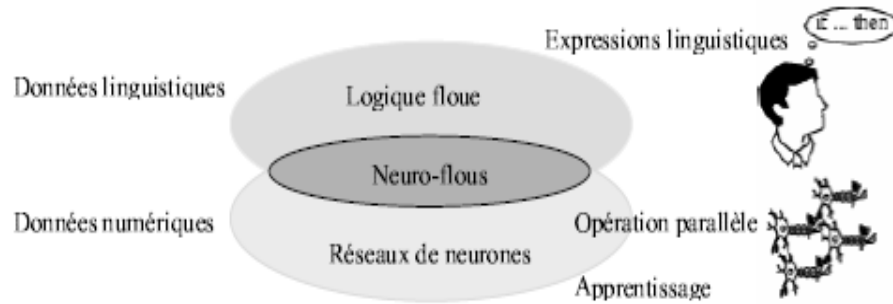 if ... then
Expressions linguistiques
Données linguistiques
Logique floue
Neuro-flous
Données numériques
Opération parallèle
Réseaux de neurones
Apprentissage